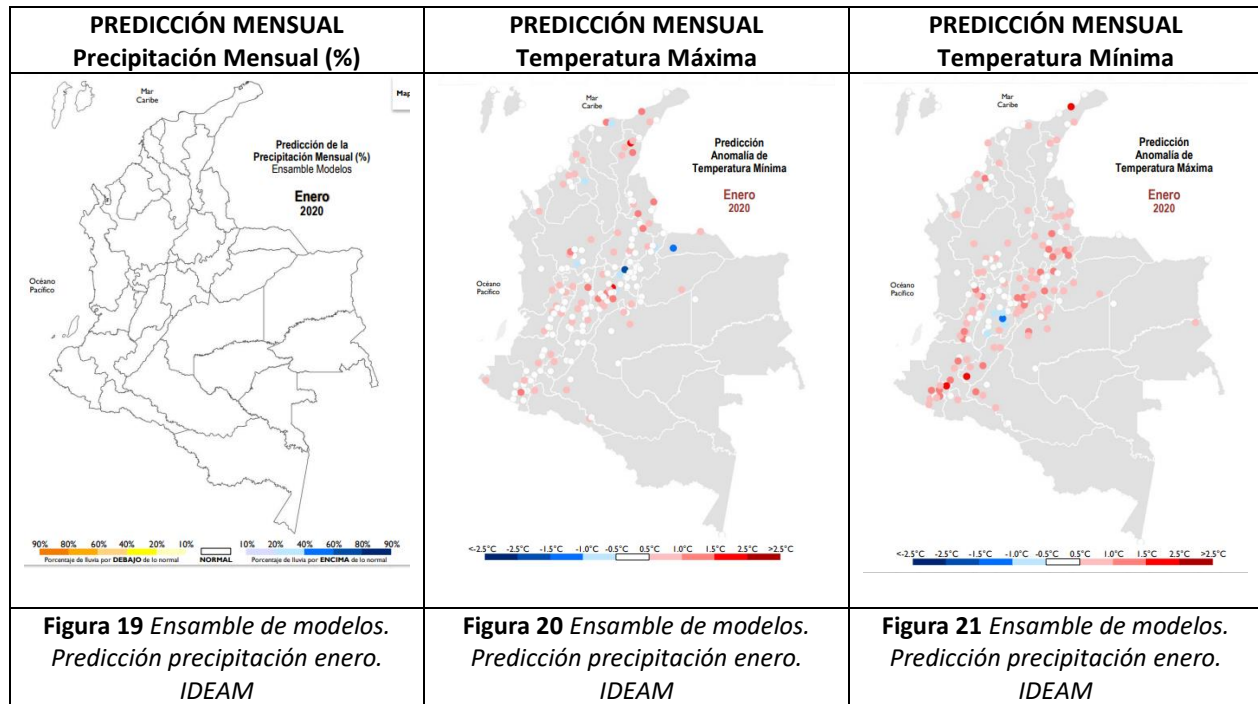 PREDICCIÓN MENSUAL
Precipitación Mensual (%)
PREDICCIÓN MENSUAL
Temperatura Máxima
PREDICCIÓN MENSUAL
Temperatura Mínima
Mar
Caribe
Map
Predicción de la
Precipitación Mensual (%)
Ensamble Modelos
Enero
2020
Océano
Pacífico
90% 80% 60% 40% 20% 10% 10% 20% 40% 60% 80% 90%
Porcentaje de lluvia por DEBAJO de lo normal NORMAL Porcentaje de lluvia por ENCIMA de lo normal
Mar
Caribe
Predicción
Anomalía de
Temperatura Mínima
Enero
2020
Océano
Pacífico
<-2.5°C -2.5°C -1.5°C -1.0°C -0.5°C 0.5°C 1.0°C 1.5°C 2.5°C >2.5°C
Mar
Caribe
Predicción
Anomalía de
Temperatura Máxima
Enero
2020
Océano
Pacífico
<-2.5°C -2.5°C -1.5°C -1.0°C -0.5°C 0.5°C 1.0°C 1.5°C 2.5°C >2.5°C
Figura 19 Ensamble de modelos.
Predicción precipitación enero.
IDEAM
Figura 20 Ensamble de modelos.
Predicción precipitación enero.
IDEAM
Figura 21 Ensamble de modelos.
Predicción precipitación enero.
IDEAM